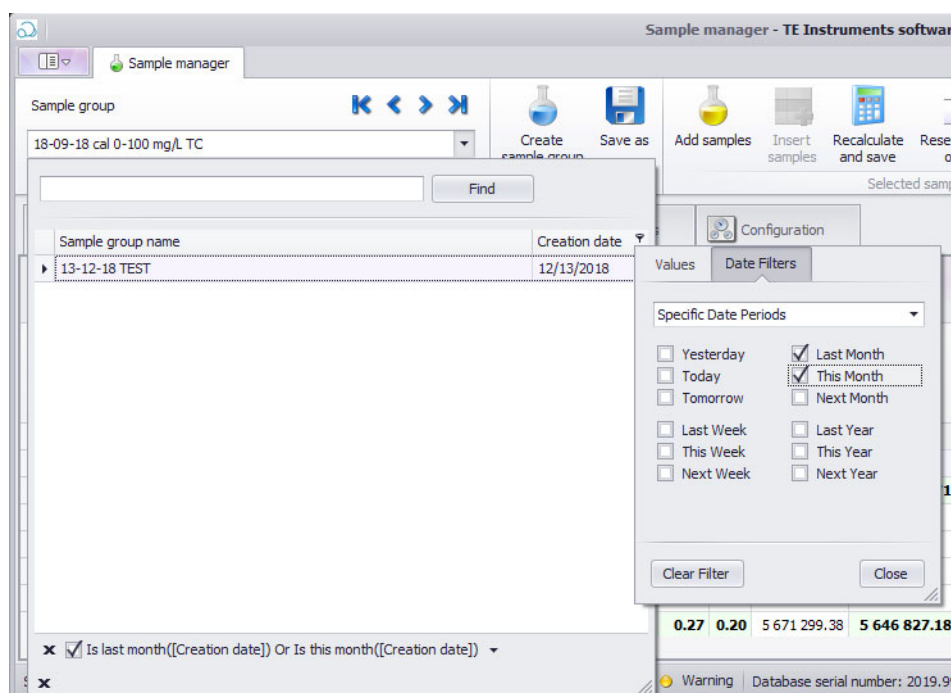 Sample manager - TE Instruments softwar
Sample manager
Sample group
18-09-18 cal 0-100 mg/L TC
Create
sample group
Save as
Add samples
Insert
samples
Recalculate
and save
Rese
o
Selected samp
Find
s
Configuration
Sample group name
Creation date
13-12-18 TEST
12/13/2018
Values
Date Filters
Specific Date Periods
Yesterday
Last Month
Today
This Month
Tomorrow
Next Month
Last Week
Last Year
This Week
This Year
Next Week
Next Year
Clear Filter
Close
0.27 0.20 5 671 299.38 5 646 827.18
Is last month([Creation date]) Or Is this month([Creation date])
Warning
Database serial number: 2019.9